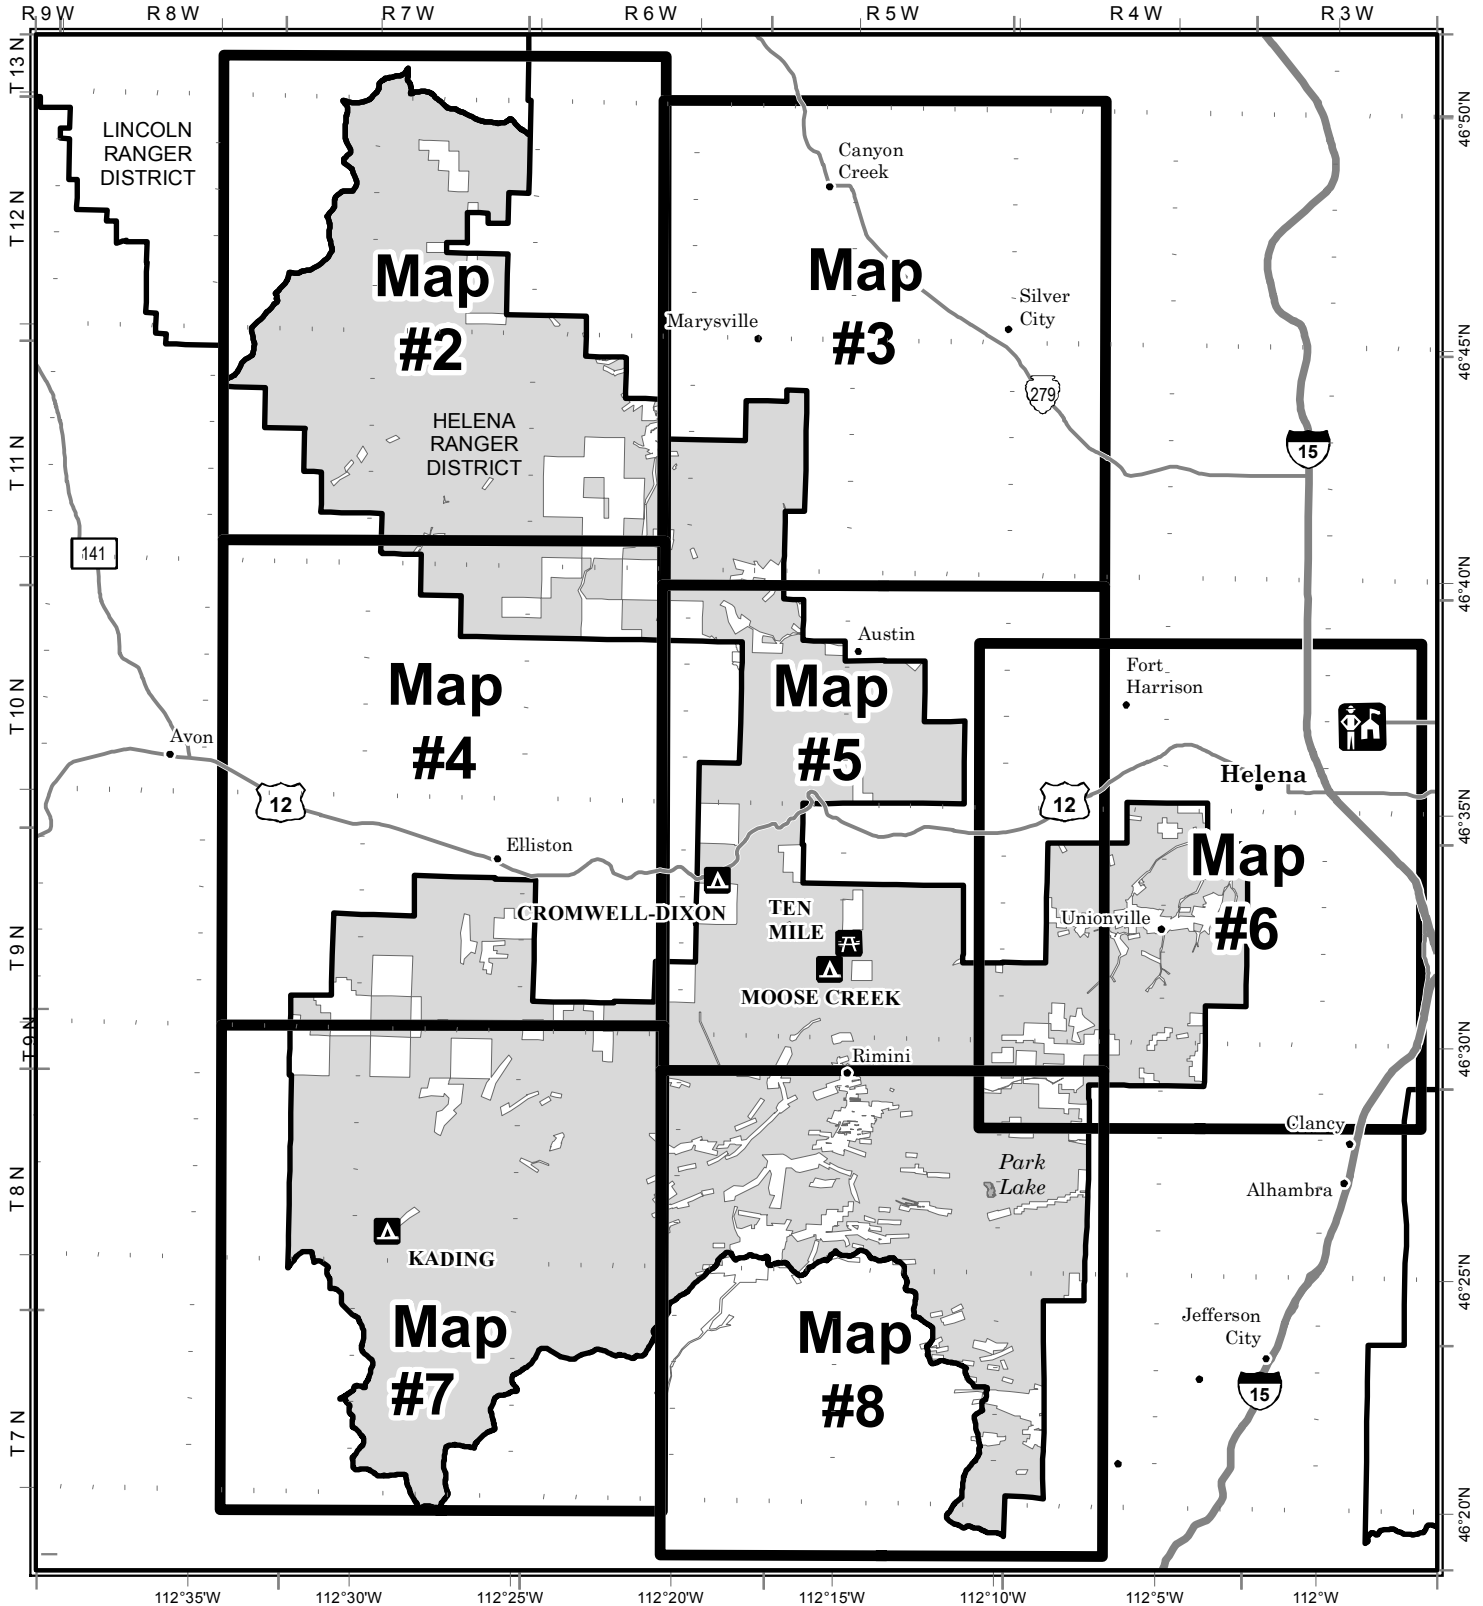 R 9 W
R 8 W
R 7 W
R 6 W
R 5 W
R 4 W
R 3 W
T 13 N
T 12 N
T 11 N
T 10 N
T 9 N
T 9 N
T 8 N
T 7 N
LINCOLN
RANGER
DISTRICT
Canyon
Creek
Map
#2
Map
#3
Silver
City
Marysville
279
HELENA
RANGER
DISTRICT
15
141
Austin
Map
#4
Map
#5
Fort
Harrison
Avon
12
12
Helena
Elliston
Map
#6
CROMWELL-DIXON
TEN
MILE
Unionville
MOOSE CREEK
Rimini
Clancy
Park
Lake
Alhambra
KADING
Map
#7
Map
#8
Jefferson
City
15
46°50'N
46°45'N
46°40'N
46°35'N
46°30'N
46°25'N
46°20'N
112°35'W
112°30'W
112°25'W
112°20'W
112°15'W
112°10'W
112°5'W
112°W